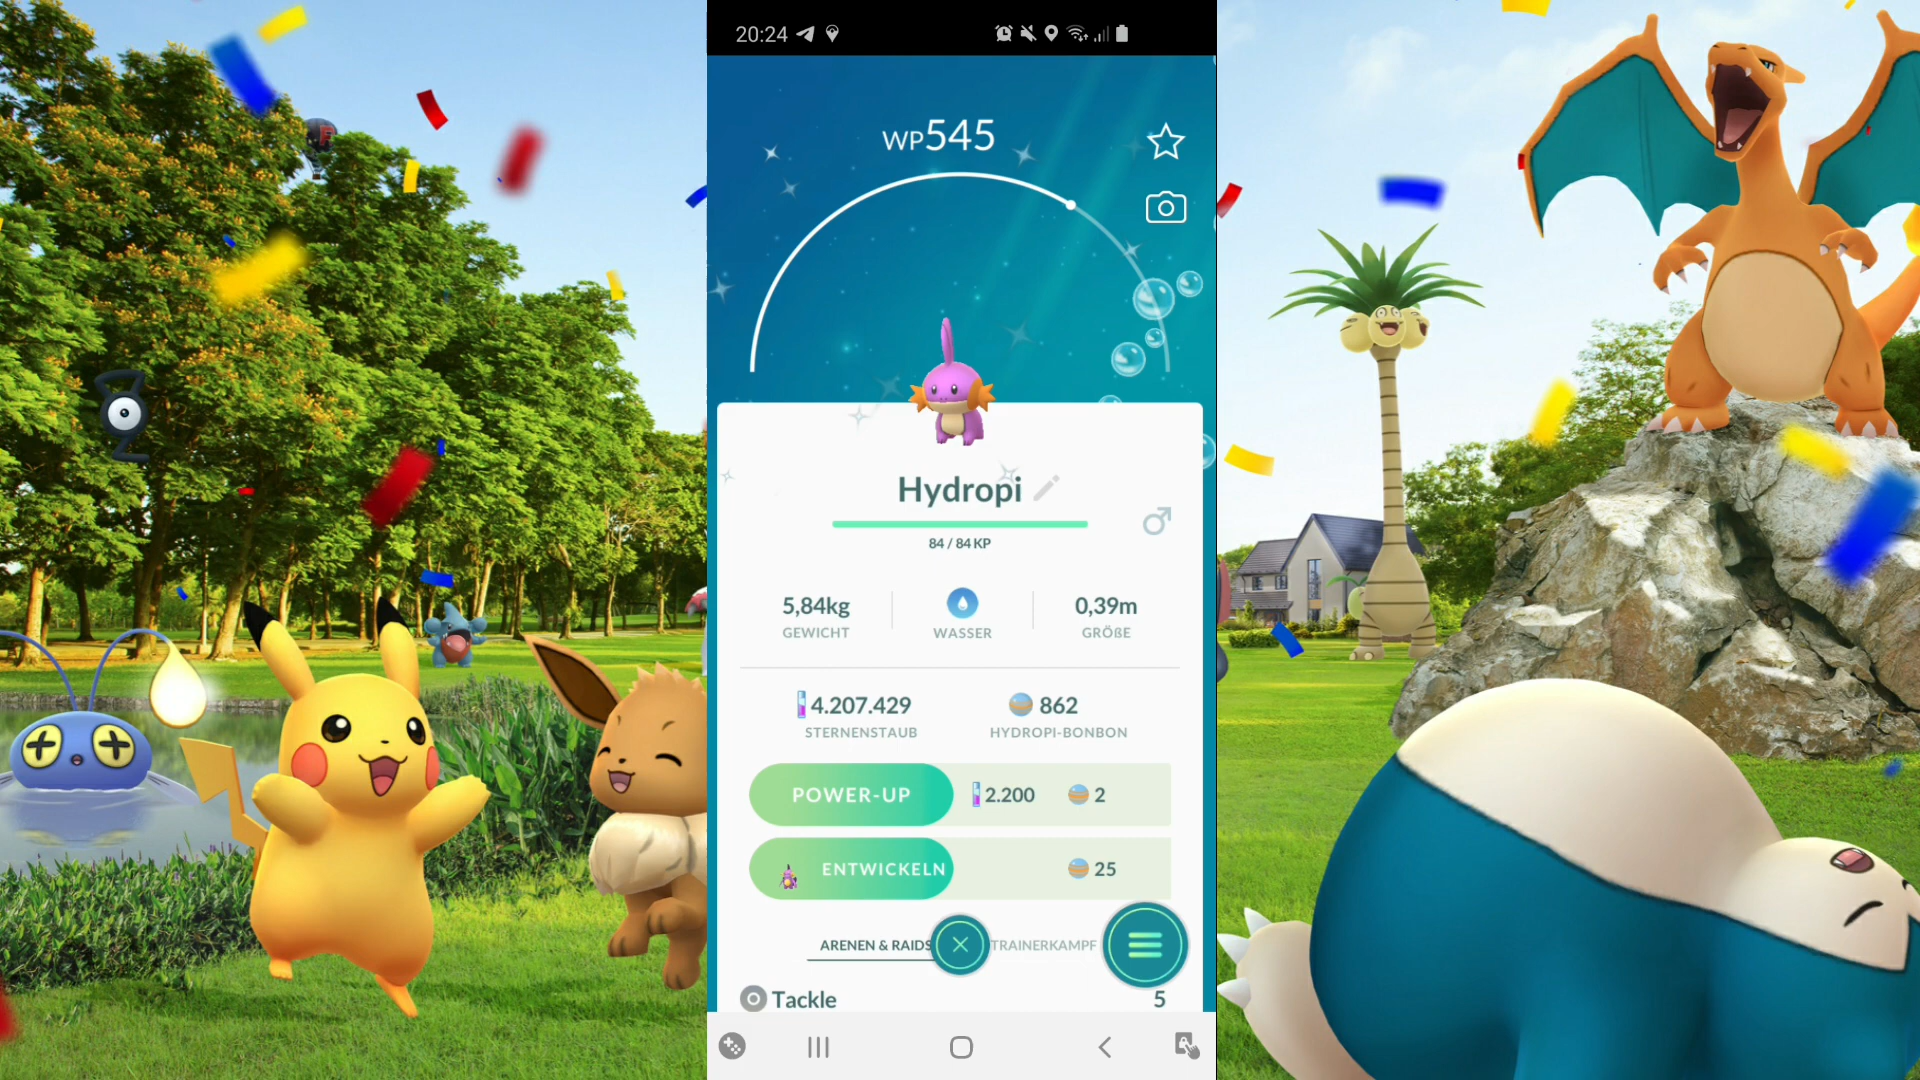 20:24
WP545
Hydropi
84 / 84 KP
5,84kg
GEWICHT
WASSER
0,39m
GRÖßE
4.207.429
STERNENSTAUB
862
HYDROPI-BONBON
POWER-UP 2.200 2
ENTWICKELN 25
ARENEN & RAIDS
TRAINERKAMPF
Tackle 5